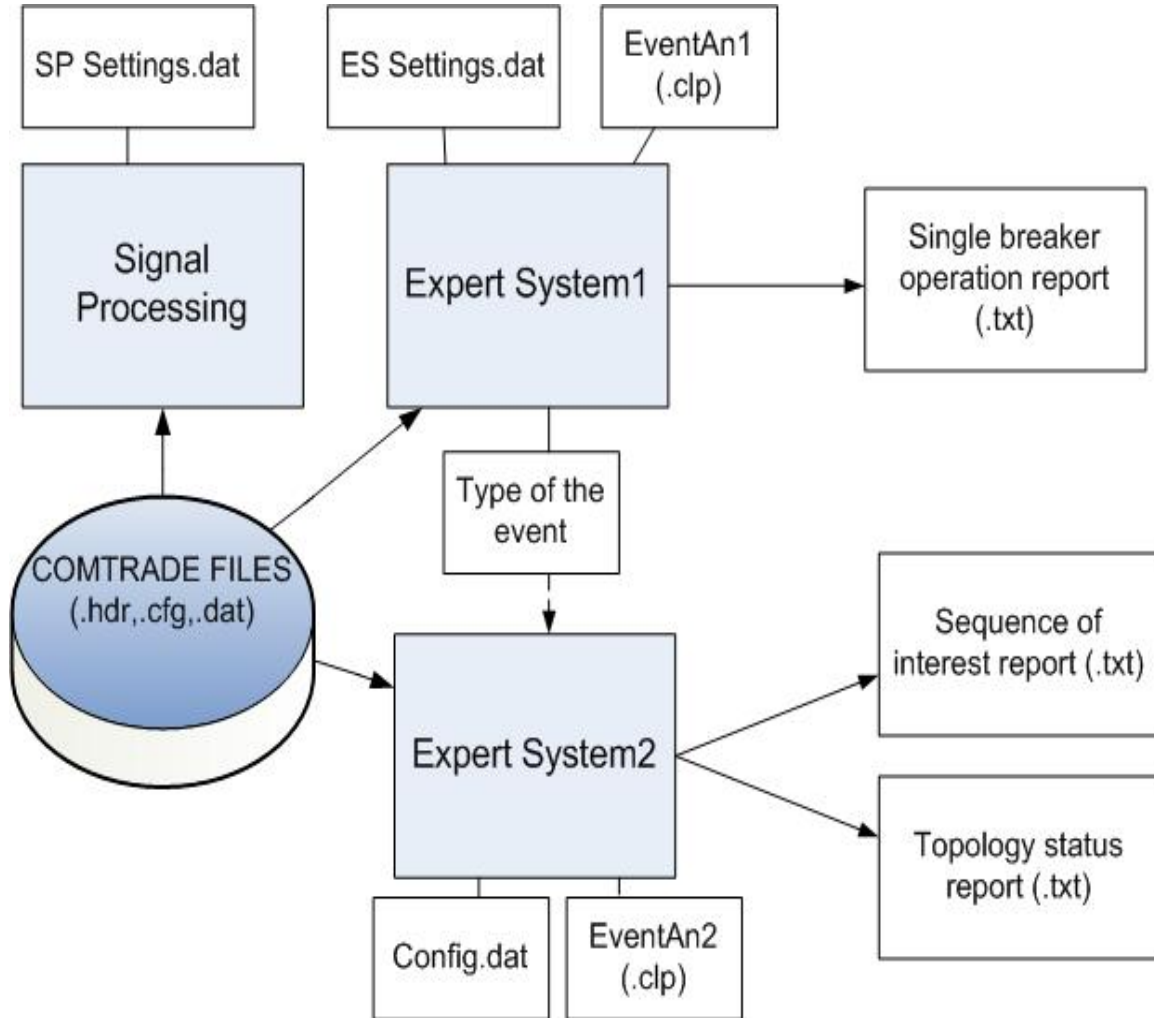 SP Settings.dat
ES Settings.dat
EventAn1
(.clp)
Signal
Processing
Expert System1
Single breaker
operation report
(.txt)
Type of the
event
COMTRADE FILES
(.hdr,.cfg,.dat)
Sequence of
interest report (.txt)
Expert System2
Topology status
report (.txt)
Config.dat
EventAn2
(.clp)